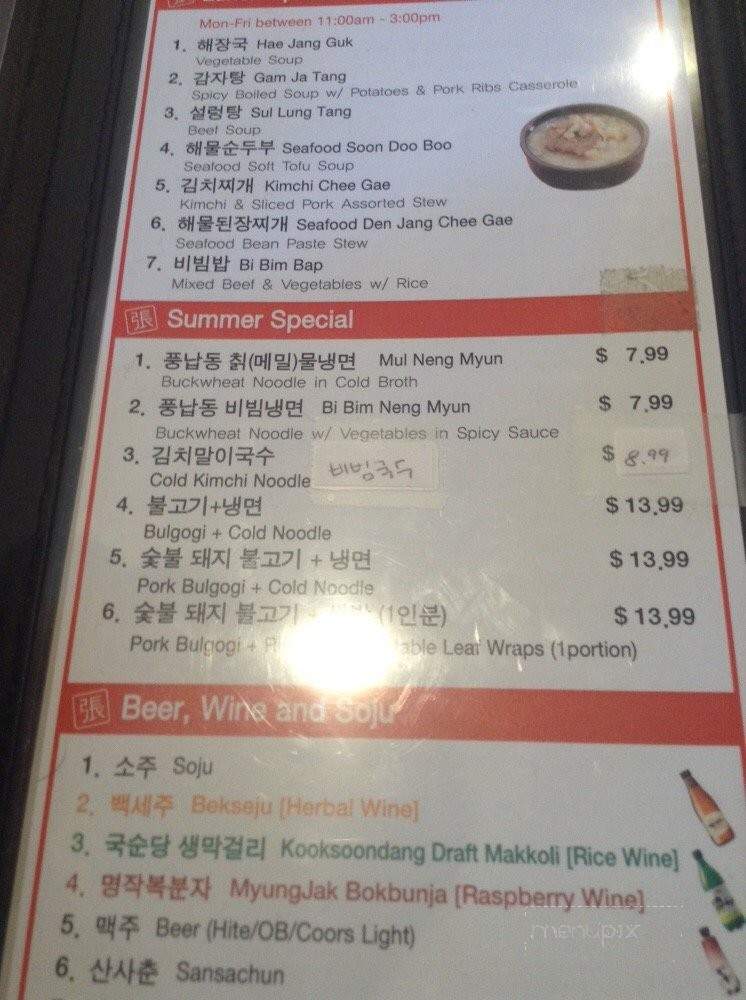 Mon-Fri between 11:00am - 3:00pm
1. 해장국 Hae Jang Guk
Vegetable Soup
2. 감자탕 Gam Ja Tang
Spicy Boiled Soup w/ Potatoes & Pork Ribs Casserole
3. 설렁탕 Sul Lung Tang
Beef Soup
4. 해물순두부 Seafood Soon Doo Boo
Seafood Soft Tofu Soup
5. 김치찌개 Kimchi Chee Gae
Kimchi & Sliced Pork Assorted Stew
6. 해물된장찌개 Seafood Den Jang Chee Gae
Seafood Bean Paste Stew
7. 비빔밥 Bi Bim Bap
Mixed Beef & Vegetables w/ Rice
張 Summer Special
1. 풍납동 칡(메밀)물냉면 Mul Neng Myun $ 7.99
Buckwheat Noodle in Cold Broth
2. 풍납동 비빔냉면 Bi Bim Neng Myun $ 7.99
Buckwheat Noodle w/ Vegetables in Spicy Sauce
3. 김치말이국수 $ 8.99
Cold Kimchi Noodle 비빔국수
4. 불고기+냉면 $ 13.99
Bulgogi + Cold Noodle
5. 숯불 돼지 불고기 + 냉면 $ 13.99
Pork Bulgogi + Cold Noodle
6. 숯불 돼지 불고기 (1인분) $ 13.99
Pork Bulgogi + Leaf Wraps (1portion)
張 Beer, Wine and Soju
1. 소주 Soju
2. 백세주 Bekseju [Herbal Wine]
3. 국순당 생막걸리 Kooksoondang Draft Makkoli [Rice Wine]
4. 명작복분자 MyungJak Bokbunja [Raspberry Wine]
5. 맥주 Beer (Hite/OB/Coors Light)
6. 산사춘 Sansachun
menupix